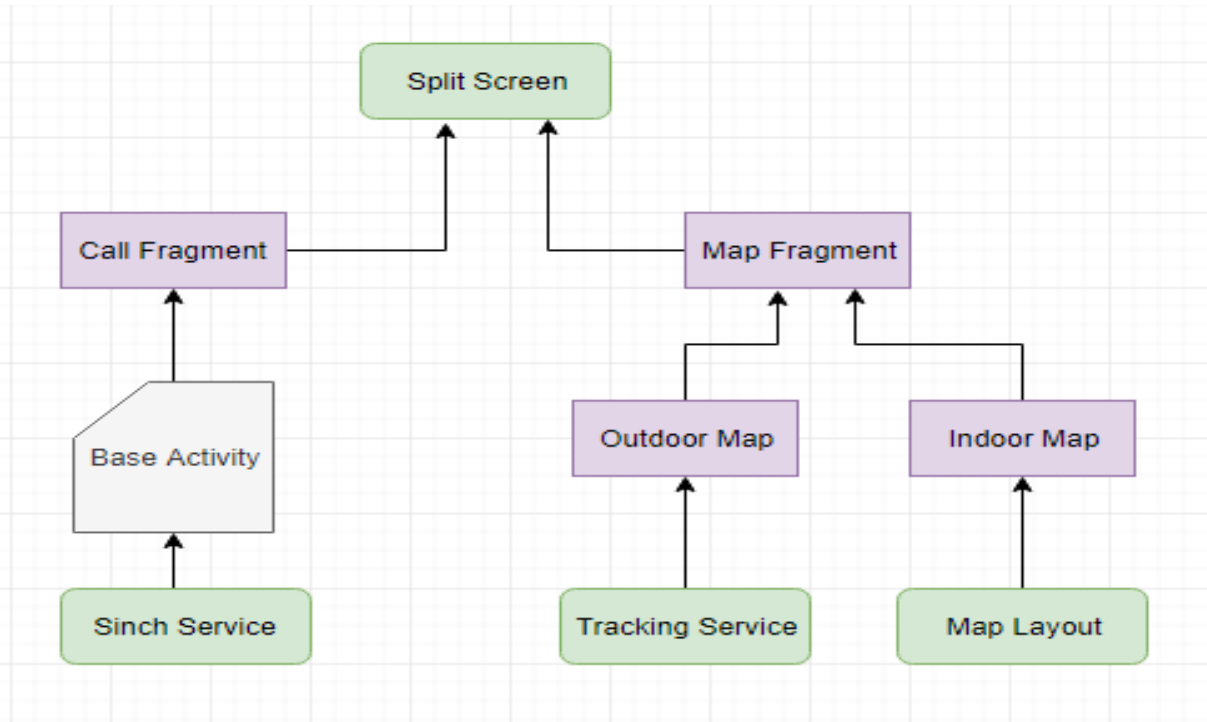 Split Screen
Call Fragment
Map Fragment
Outdoor Map
Indoor Map
Base Activity
Sinch Service
Tracking Service
Map Layout